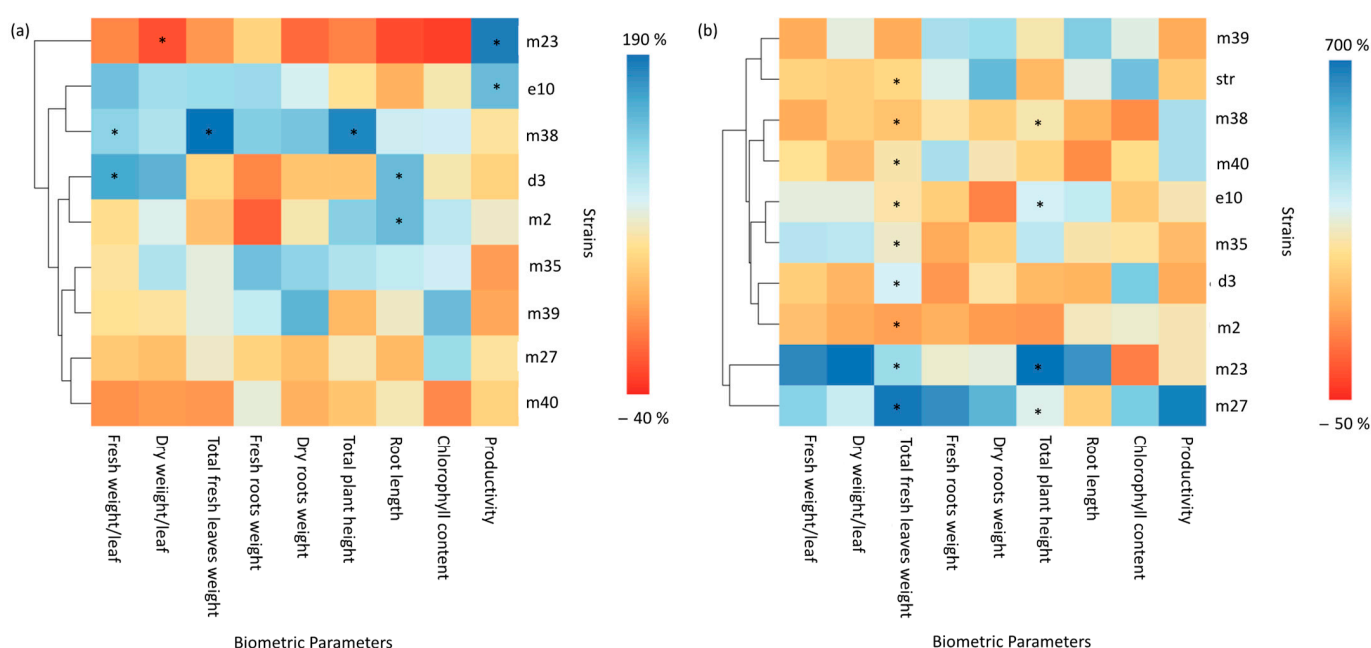 (a)
m23
e10
m38
d3
m2
m35
m39
m27
m40
*
*
*
*
*
*
*
*
*
Strains
190 %
– 40 %
Fresh weight/leaf
Dry weiight/leaf
Total fresh leaves weight
Fresh roots weight
Dry roots weight
Total plant height
Root length
Chlorophyll content
Productivity
Biometric Parameters
(b)
m39
str
m38
m40
e10
m35
d3
m2
m23
m27
*
*
*
*
*
*
*
*
*
*
*
*
*
Strains
700 %
– 50 %
Fresh weight/leaf
Dry weight/leaf
Total fresh leaves weight
Fresh roots weight
Dry roots weight
Total plant height
Root length
Chlorophyll content
Productivity
Biometric Parameters